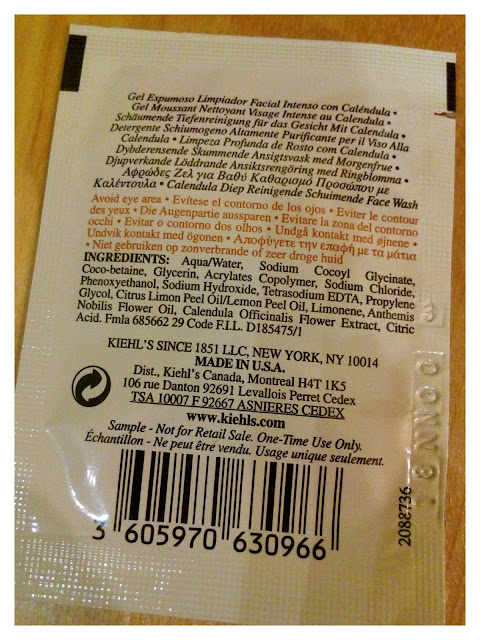 Gel Espumoso Limpiador Facial Intenso con Caléndula •
Gel Moussant Nettoyant Visage Intense au Calendula •
Schäumende Tiefenreinigung für das Gesicht Mit Calendula •
Detergente Schiumogeno Altamente Purificante per il Viso Alla
Calendula • Limpeza Profunda de Rosto com Calendula •
Dybderensende Skummende Ansigtsvask med Morgenfrue •
Djupverkande Löddrande Ansiktsrengöring med Ringblomma •
Αφρώδες Ζελ για Βαθύ Καθαρισμό Προσώπου με
Καλέντουλα • Calendula Diep Reinigende Schuimende Face Wash
Avoid eye area • Evítese el contorno de los ojos • Eviter le contour
des yeux • Die Augenpartie aussparen • Evitare la zona del contorno
occhi • Evitar o contorno dos olhos • Undgå kontakt med øjnene •
Undvik kontakt med ögonen • Αποφύγετε την επαφή με τα μάτια
• Niet gebruiken op zonverbrande of zeer droge huid
INGREDIENTS: Aqua/Water, Sodium Cocoyl Glycinate,
Coco-betaine, Glycerin, Acrylates Copolymer, Sodium Chloride,
Phenoxyethanol, Sodium Hydroxide, Tetrasodium EDTA, Propylene
Glycol, Citrus Limon Peel Oil/Lemon Peel Oil, Limonene, Anthemis
Nobilis Flower Oil, Calendula Officinalis Flower Extract, Citric
Acid. Fmla 685662 29 Code F.I.L. D185475/1
KIEHL'S SINCE 1851 LLC, NEW YORK, NY 10014
MADE IN U.S.A.
Dist., Kiehl's Canada, Montreal H4T 1K5
106 rue Danton 92691 Levallois Perret Cedex
TSA 10007 F 92667 ASNIERES CEDEX
www.kiehls.com
Sample - Not for Retail Sale. One-Time Use Only.
Échantillon - Ne peut être vendu. Usage unique seulement.
3 605970 630966
2088736